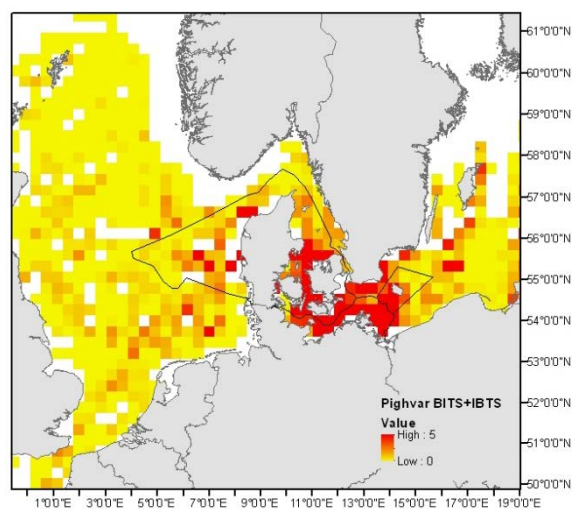 61°0'0"N
60°0'0"N
59°0'0"N
58°0'0"N
57°0'0"N
56°0'0"N
55°0'0"N
54°0'0"N
53°0'0"N
52°0'0"N
51°0'0"N
50°0'0"N
Pighvar BITS+IBTS
Value
High : 5
Low : 0
1°0'0"E 3°0'0"E 5°0'0"E 7°0'0"E 9°0'0"E 11°0'0"E 13°0'0"E 15°0'0"E 17°0'0"E 19°0'0"E